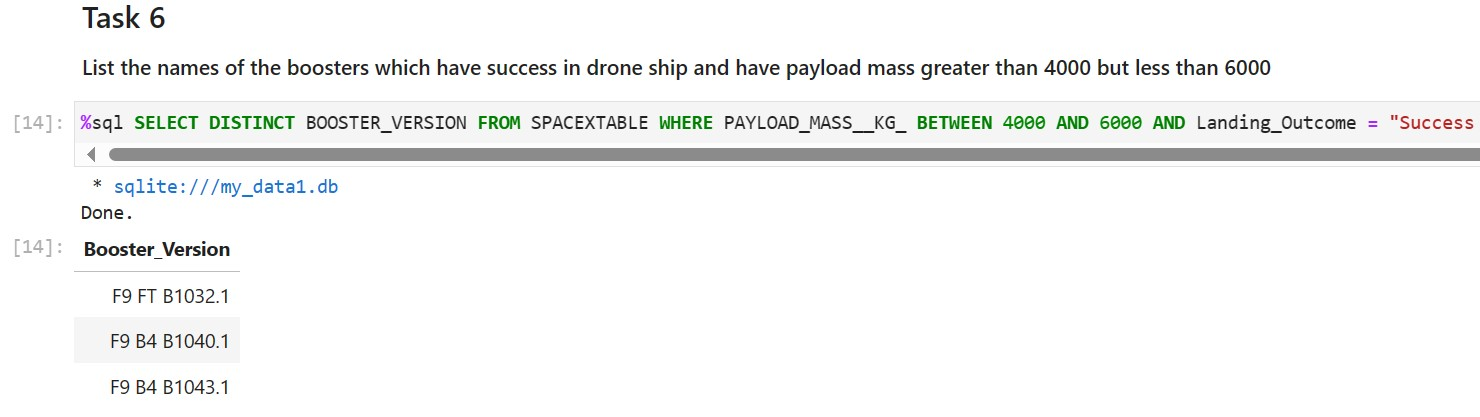 Task 6
List the names of the boosters which have success in drone ship and have payload mass greater than 4000 but less than 6000
[14]: %sql SELECT DISTINCT BOOSTER_VERSION FROM SPACEXTABLE WHERE PAYLOAD_MASS__KG_ BETWEEN 4000 AND 6000 AND Landing_Outcome = "Success
* sqlite:///my_data1.db
Done.
[14]: Booster_Version
F9 FT B1032.1
F9 B4 B1040.1
F9 B4 B1043.1